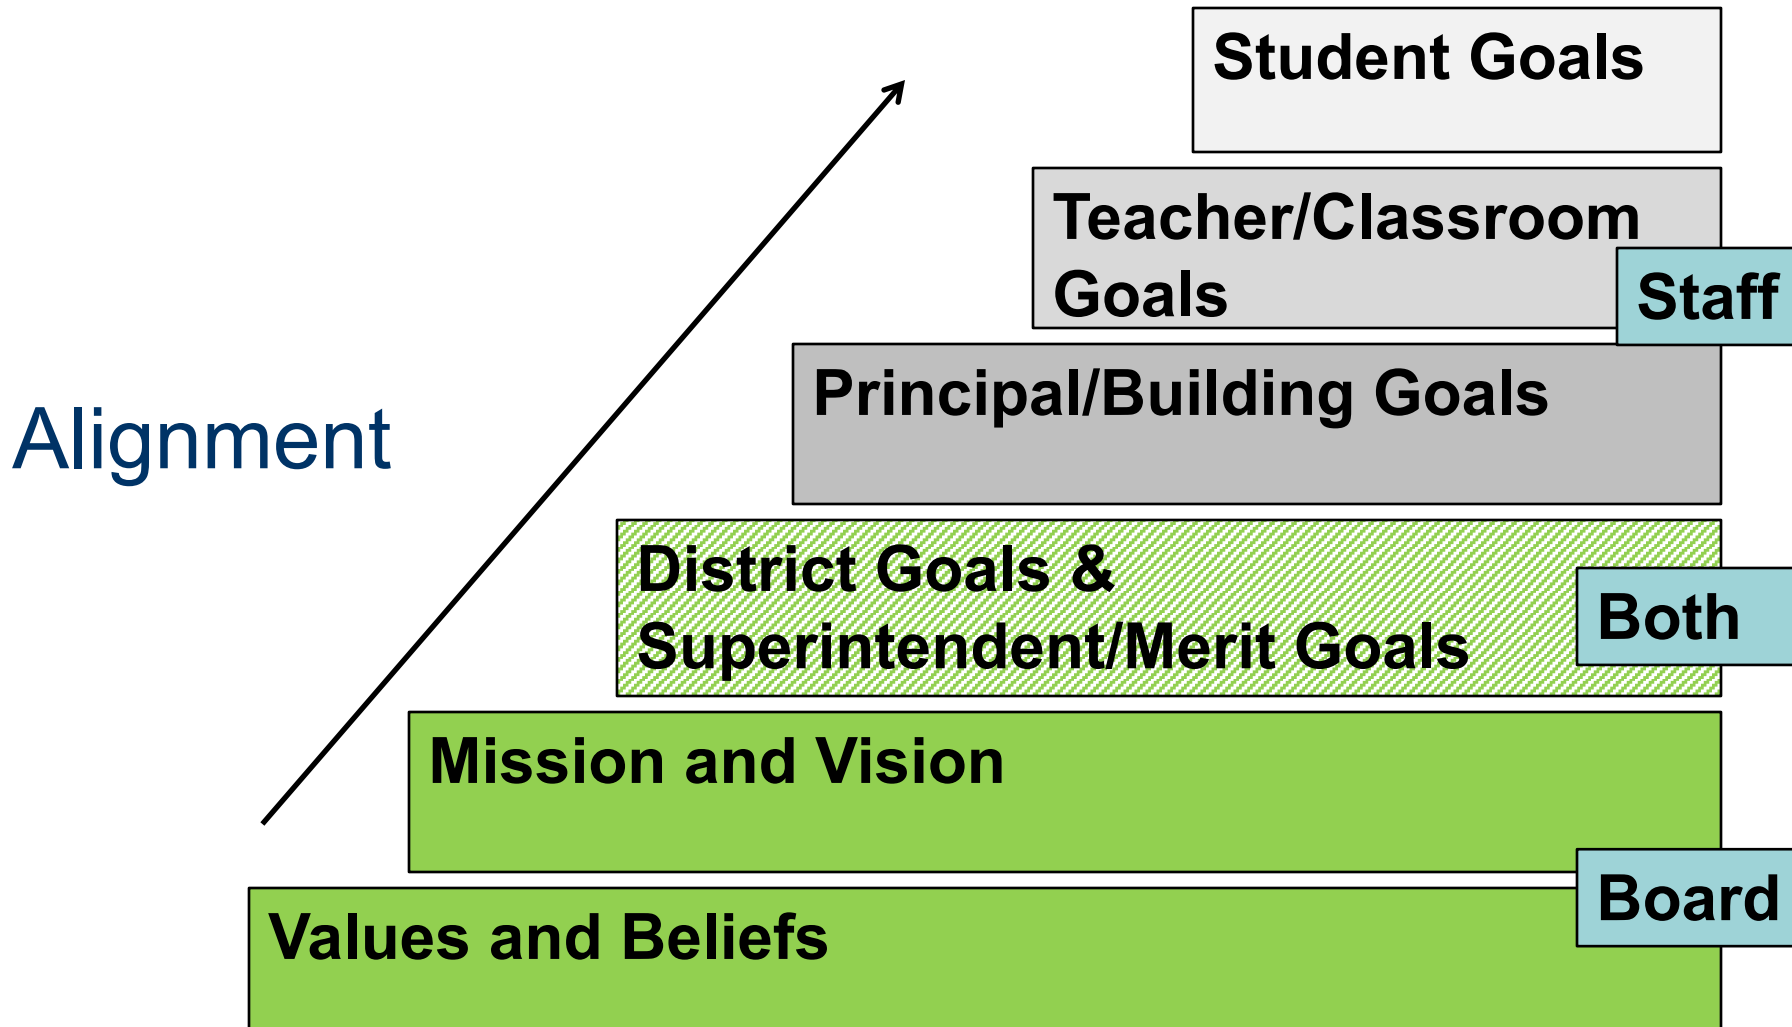 Student Goals
Teacher/Classroom
Goals
Staff
Principal/Building Goals
Alignment
District Goals &
Superintendent/Merit Goals
Both
Mission and Vision
Board
Values and Beliefs